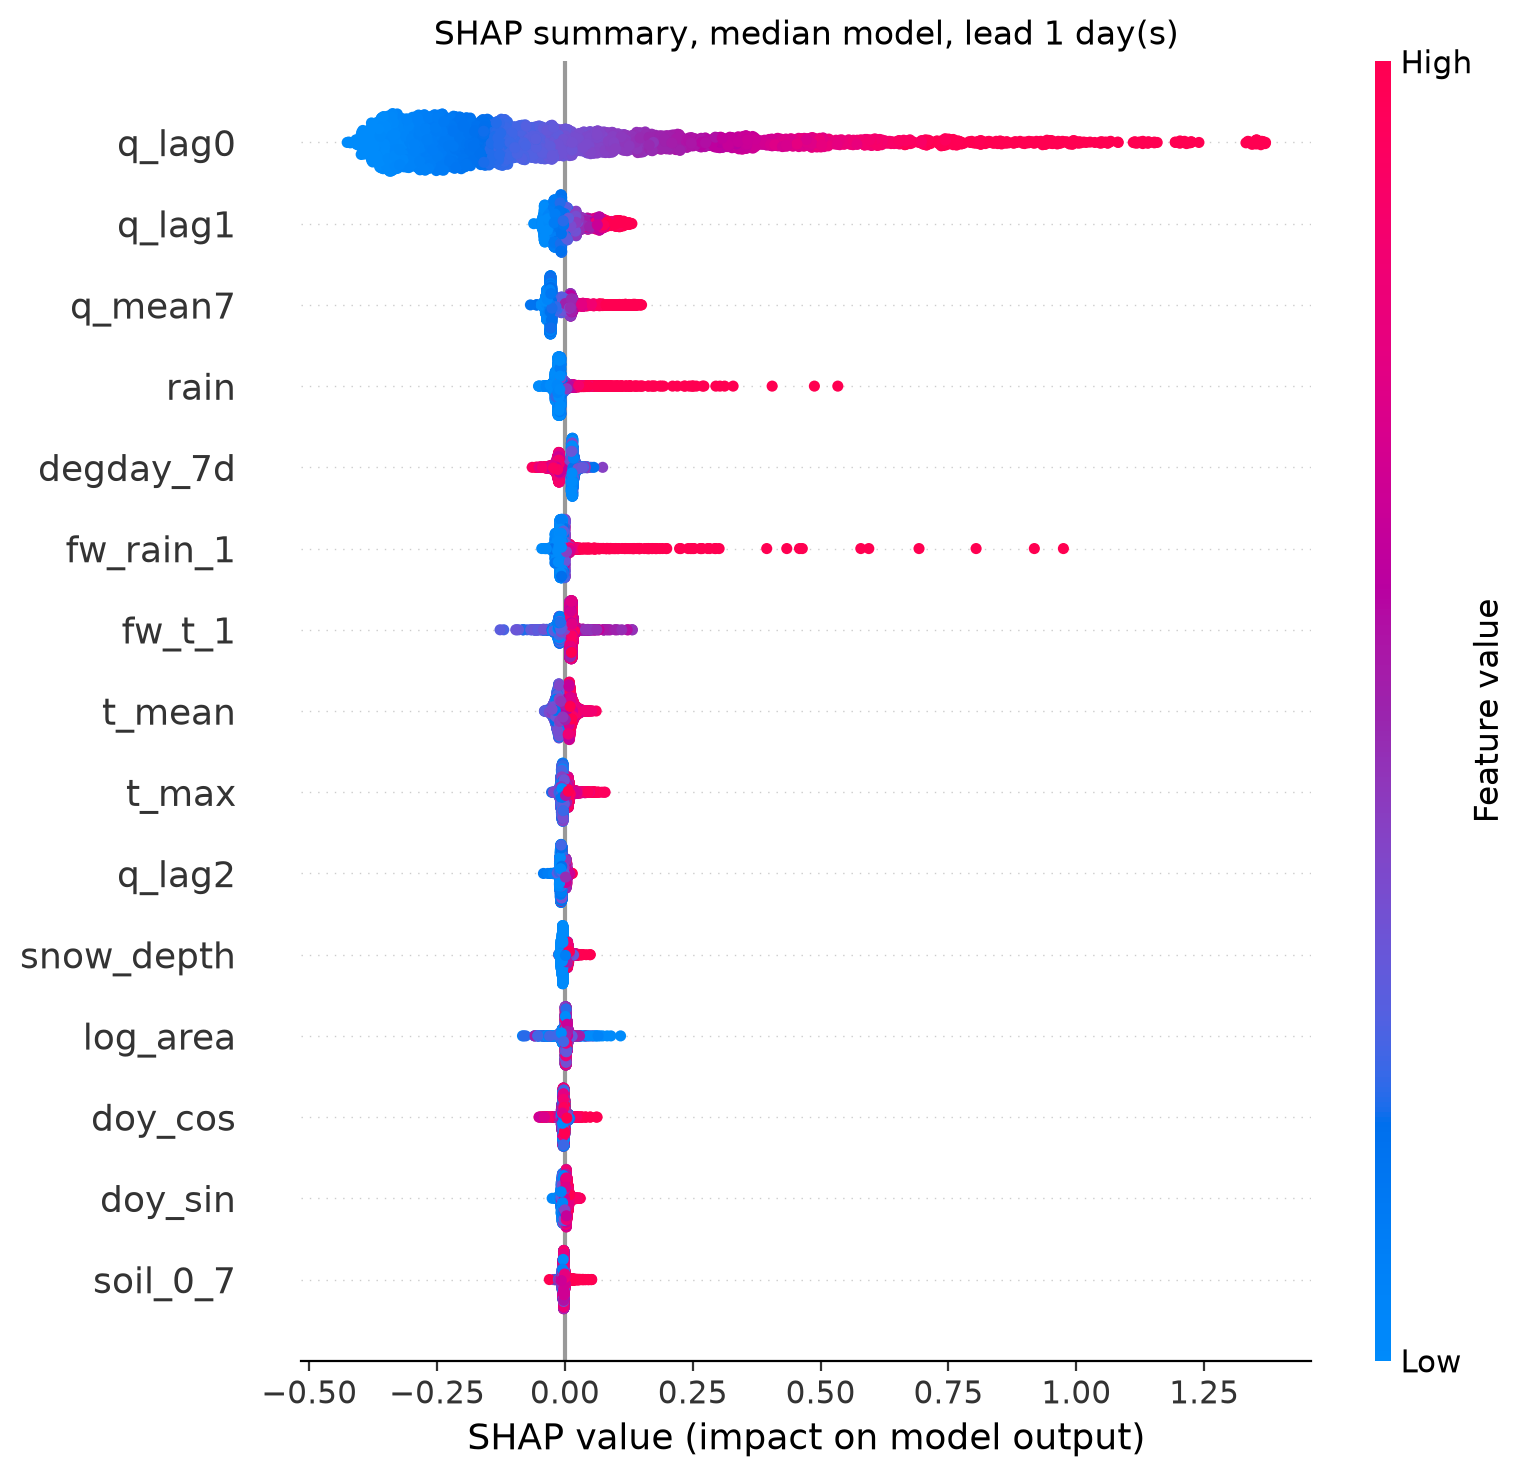 SHAP summary, median model, lead 1 day(s)
High
q_lag0
q_lag1
q_mean7
rain
degday_7d
fw_rain_1
fw_t_1
t_mean
t_max
q_lag2
snow_depth
log_area
doy_cos
doy_sin
soil_0_7
Feature value
Low
−0.50 −0.25 0.00 0.25 0.50 0.75 1.00 1.25
SHAP value (impact on model output)